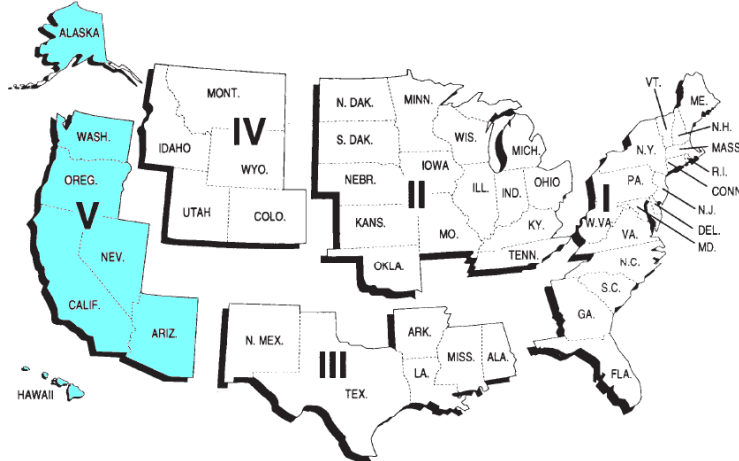 ALASKA
WASH.
OREG.
V
NEV.
CALIF.
ARIZ.
HAWAII
MONT.
IV
IDAHO
WYO.
UTAH
COLO.
N. DAK.
MINN.
S. DAK.
WIS.
MICH.
NEBR.
IOWA
II
ILL.
IND.
OHIO
KANS.
MO.
KY.
OKLA.
TENN.
N. MEX.
III
TEX.
ARK.
LA.
MISS.
ALA.
VT.
ME.
N.H.
N.Y.
MASS
R.I.
CONN
PA.
I
N.J.
W.VA.
DEL.
VA.
MD.
N.C.
S.C.
GA.
FLA.